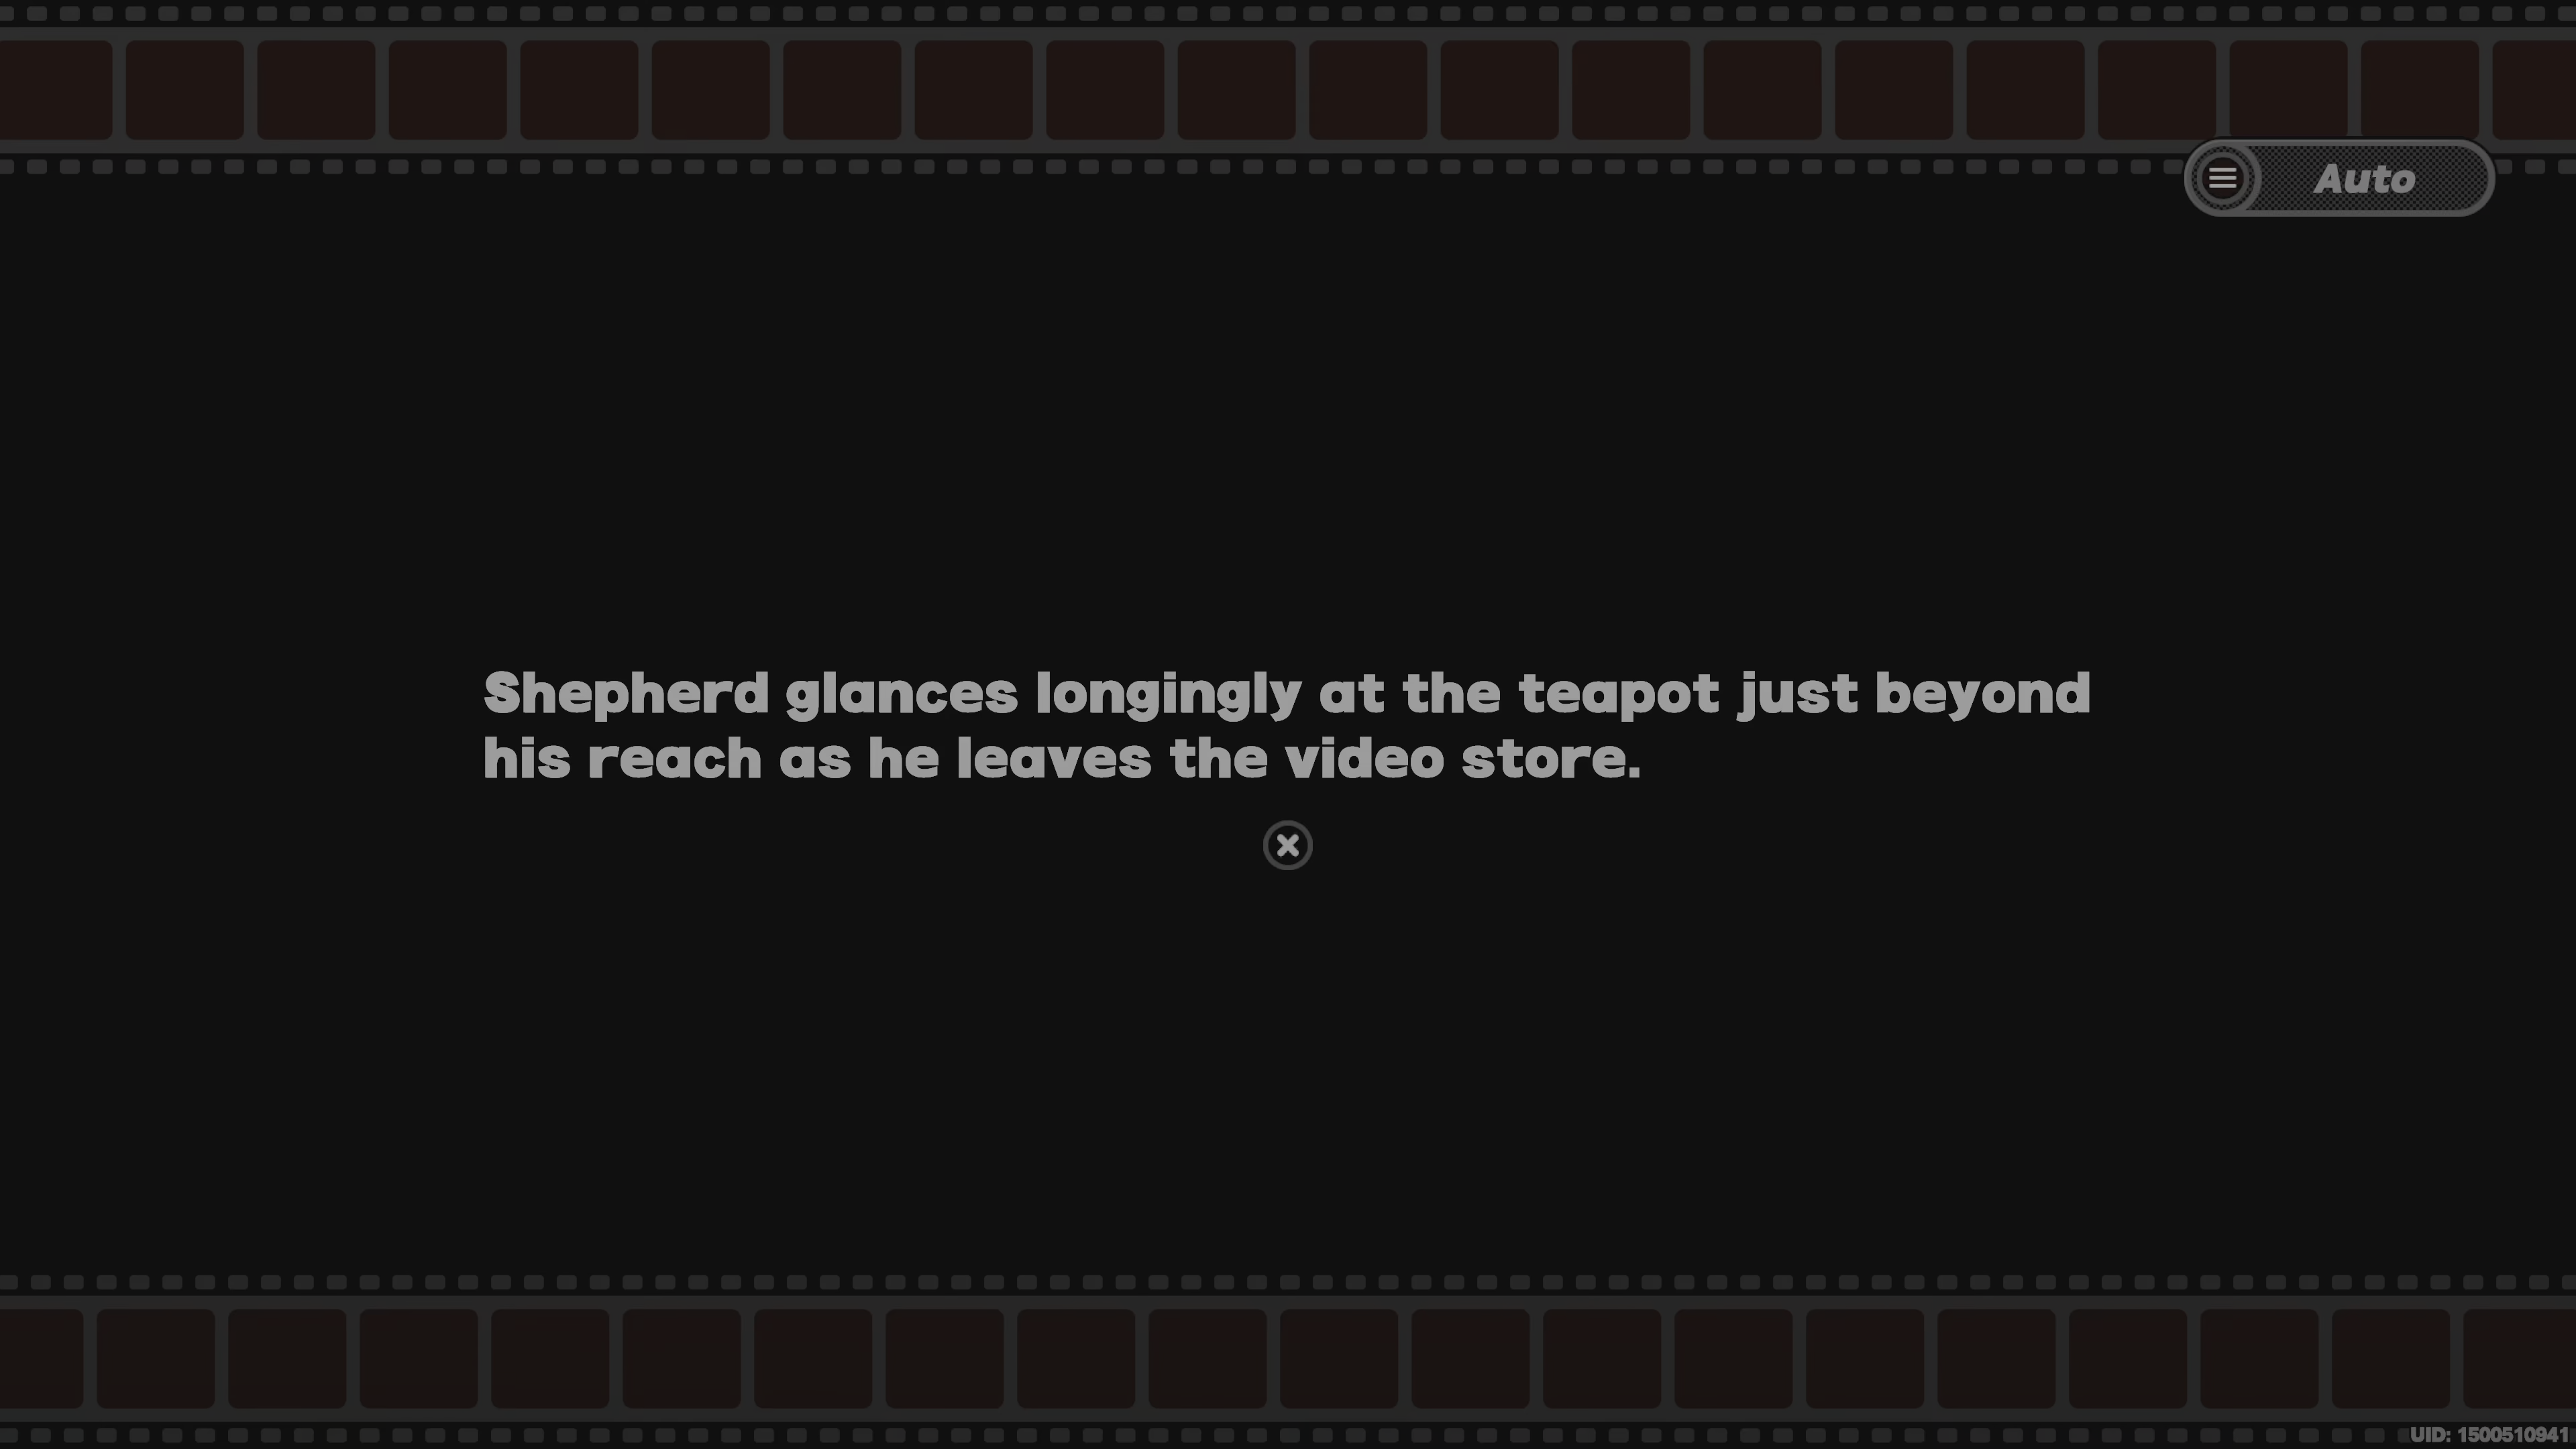 Auto
Shepherd glances longingly at the teapot just beyond
his reach as he leaves the video store.
UID: 1500510941